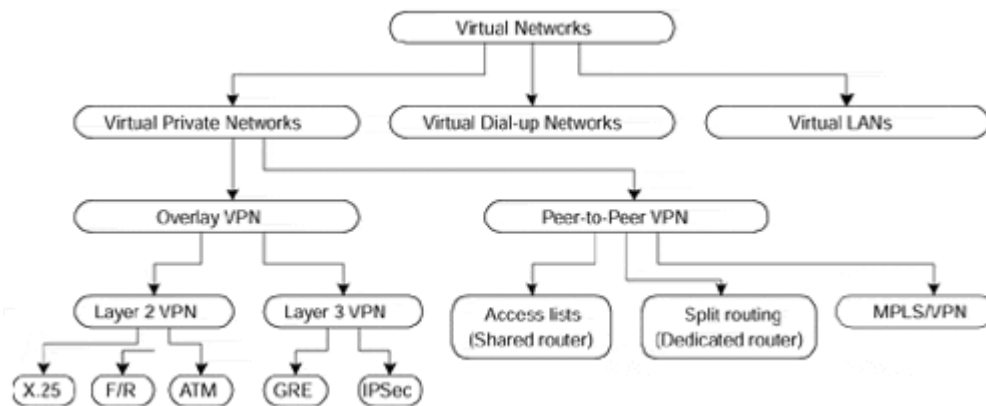 Virtual Networks
Virtual Private Networks
Virtual Dial-up Networks
Virtual LANs
Overlay VPN
Peer-to-Peer VPN
Layer 2 VPN
Layer 3 VPN
Access lists
(Shared router)
Split routing
(Dedicated router)
MPLS/VPN
X.25
F/R
ATM
GRE
IPSec